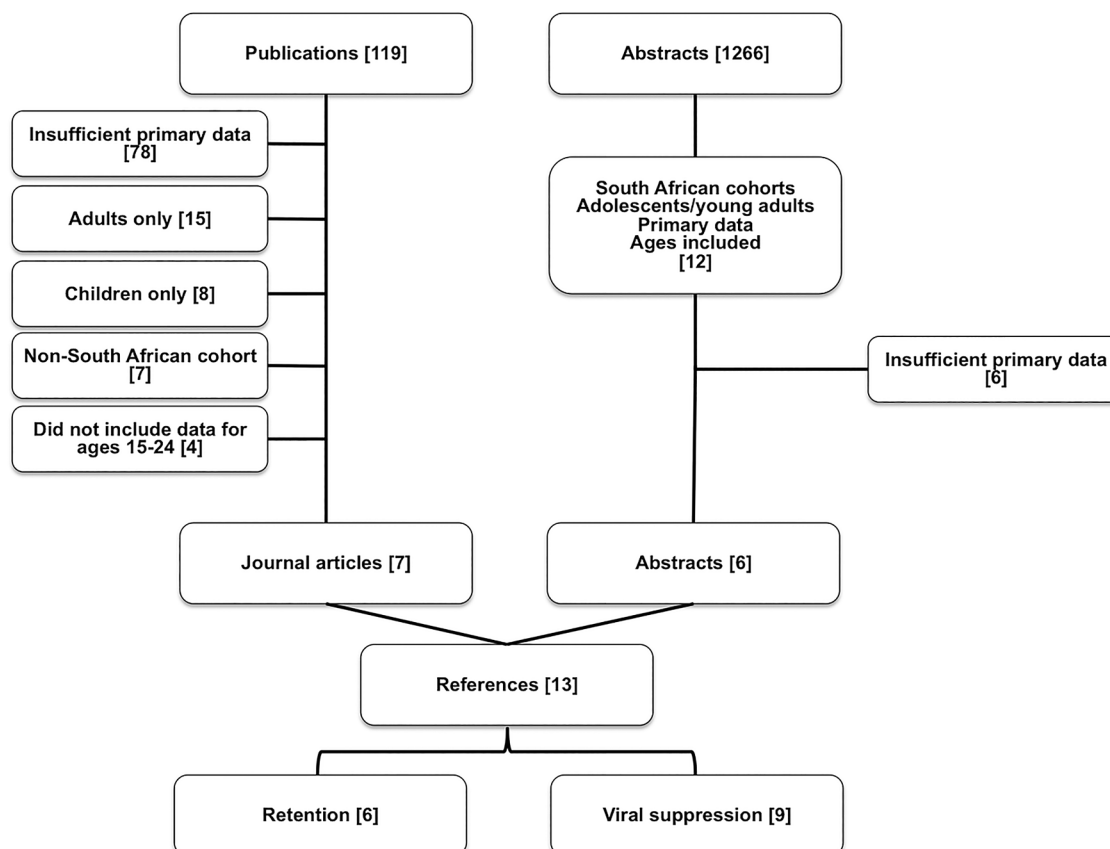 Publications [119]
Abstracts [1266]
Insufficient primary data
[78]
Adults only [15]
Children only [8]
Non-South African cohort
[7]
Did not include data for
ages 15-24 [4]
South African cohorts
Adolescents/young adults
Primary data
Ages included
[12]
Insufficient primary data
[6]
Journal articles [7]
Abstracts [6]
References [13]
Retention [6]
Viral suppression [9]